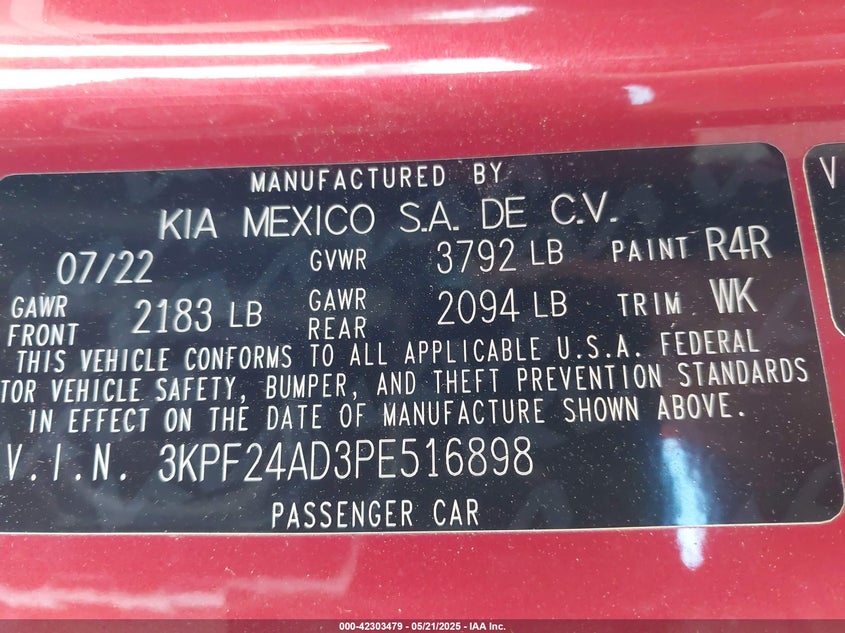 MANUFACTURED BY
KIA MEXICO S.A. DE C.V.
07/22 GVWR 3792 LB PAINT R4R
GAWR FRONT 2183 LB GAWR REAR 2094 LB TRIM WK
THIS VEHICLE CONFORMS TO ALL APPLICABLE U.S.A. FEDERAL
TOR VEHICLE SAFETY, BUMPER, AND THEFT PREVENTION STANDARDS
IN EFFECT ON THE DATE OF MANUFACTURE SHOWN ABOVE.
V.I.N. 3KPF24AD3PE516898
PASSENGER CAR
V
000-42303479 - 05/21/2025 - IAA Inc.